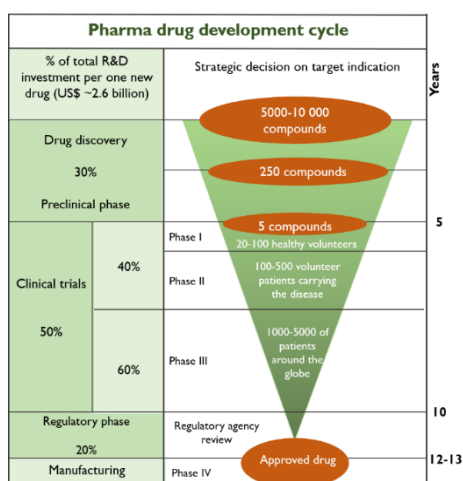 Pharma drug development cycle
% of total R&D
investment per one new
drug (US$ ~2.6 billion)
Strategic decision on target indication
Years
5000-10 000
compounds
Drug discovery
30%
250 compounds
Preclinical phase
5 compounds
5
Phase I
20-100 healthy volunteers
40%
Clinical trials
50%
Phase II
100-500 volunteer
patients carrying
the disease
60%
Phase III
1000-5000 of
patients
around the
globe
10
Regulatory phase
20%
Regulatory agency
review
Approved drug
12-13
Manufacturing
Phase IV